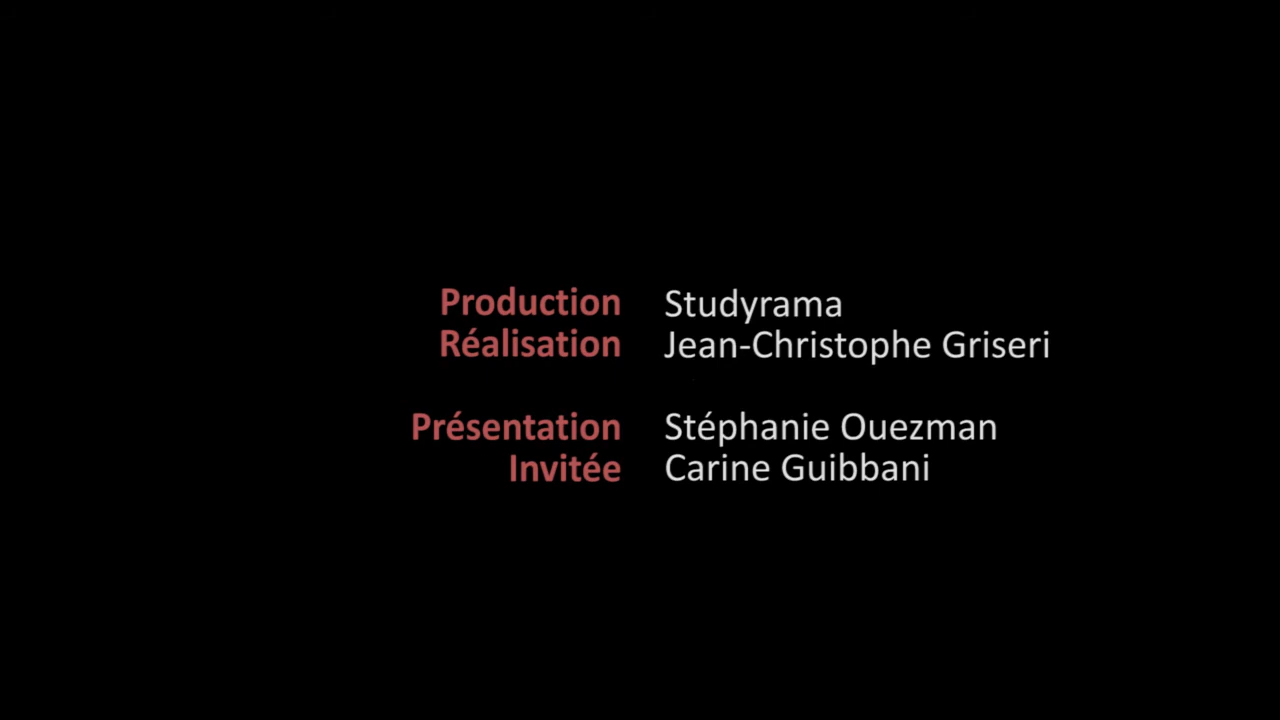 Production Studyrama
Réalisation Jean-Christophe Griseri
Présentation Stéphanie Ouezman
Invitée Carine Guibbani